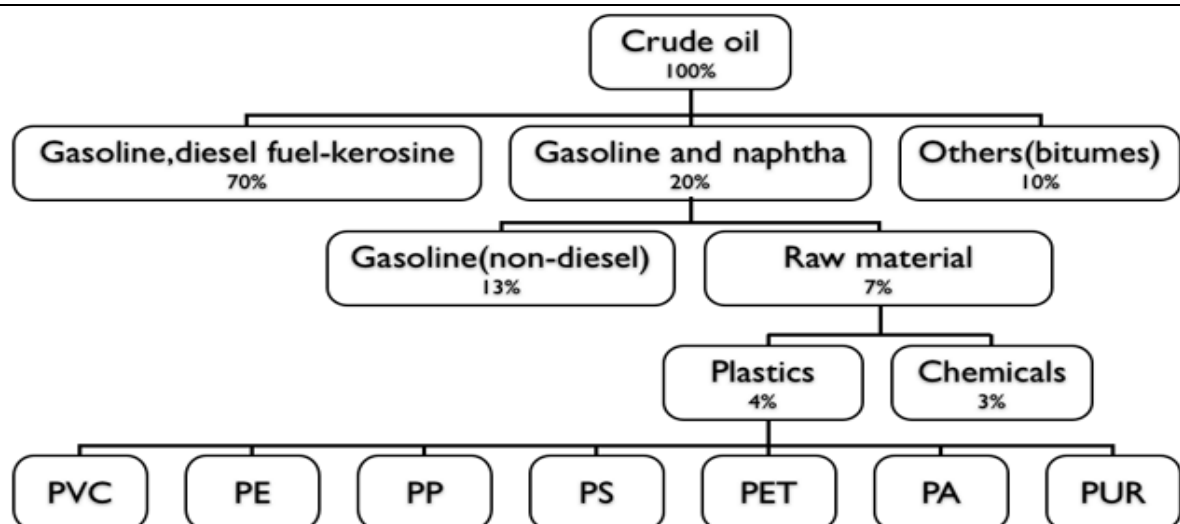 Crude oil
100%
Gasoline,diesel fuel-kerosine
70%
Gasoline and naphtha
20%
Others(bitumes)
10%
Gasoline(non-diesel)
13%
Raw material
7%
Plastics
4%
Chemicals
3%
PVC
PE
PP
PS
PET
PA
PUR